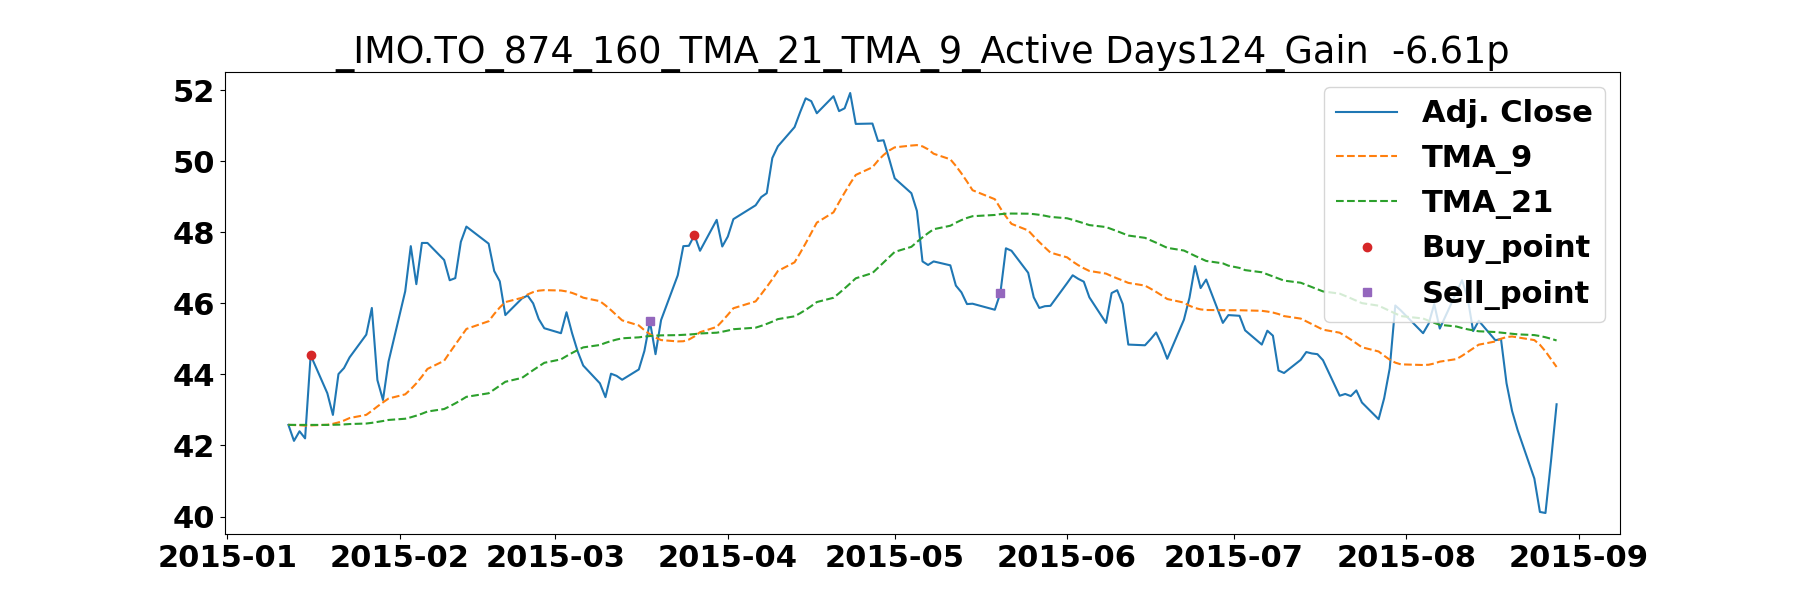 _IMO.TO_874_160_TMA_21_TMA_9_Active Days124_Gain  -6.61p
52
50
48
46
44
42
40
Adj. Close
TMA_9
TMA_21
Buy_point
Sell_point
2015-01 2015-02 2015-03 2015-04 2015-05 2015-06 2015-07 2015-08 2015-09